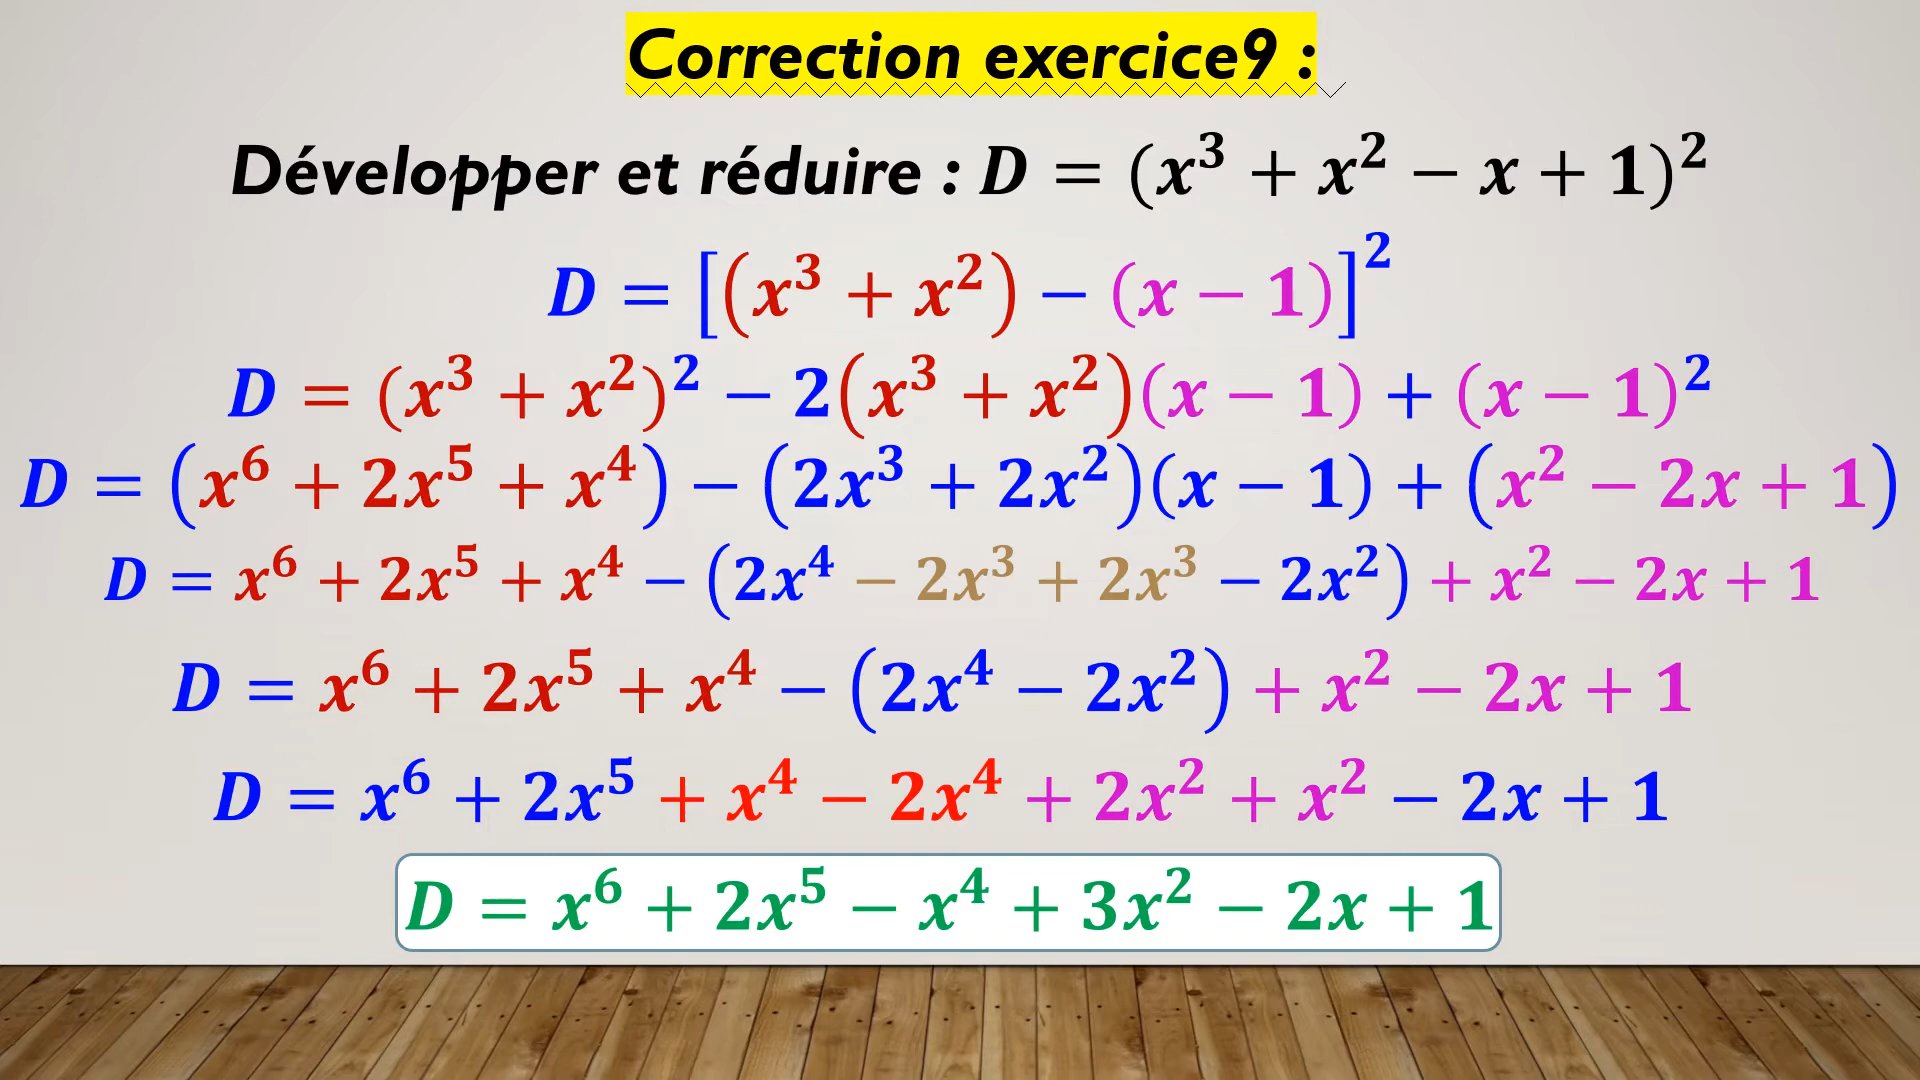 Correction exercice9 :
Développer et réduire : D = (x³ + x² − x + 1)²
D = [(x³ + x²) − (x − 1)]²
D = (x³ + x²)² − 2(x³ + x²)(x − 1) + (x − 1)²
D = (x⁶ + 2x⁵ + x⁴) − (2x³ + 2x²)(x − 1) + (x² − 2x + 1)
D = x⁶ + 2x⁵ + x⁴ − (2x⁴ − 2x³ + 2x³ − 2x²) + x² − 2x + 1
D = x⁶ + 2x⁵ + x⁴ − (2x⁴ − 2x²) + x² − 2x + 1
D = x⁶ + 2x⁵ + x⁴ − 2x⁴ + 2x² + x² − 2x + 1
D = x⁶ + 2x⁵ − x⁴ + 3x² − 2x + 1